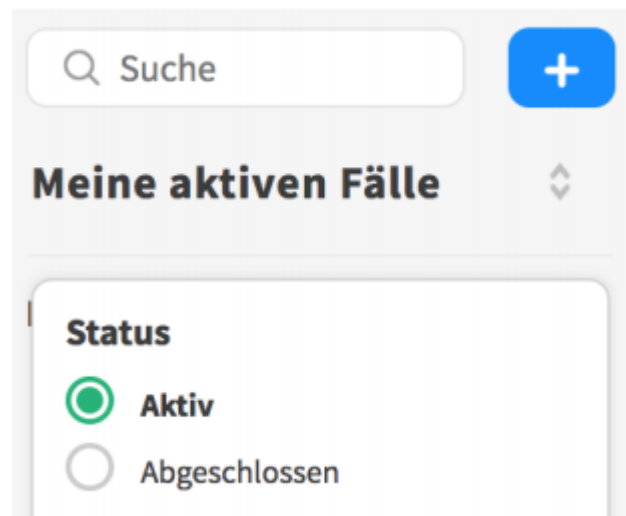 Suche
Meine aktiven Fälle
Status
Aktiv
Abgeschlossen